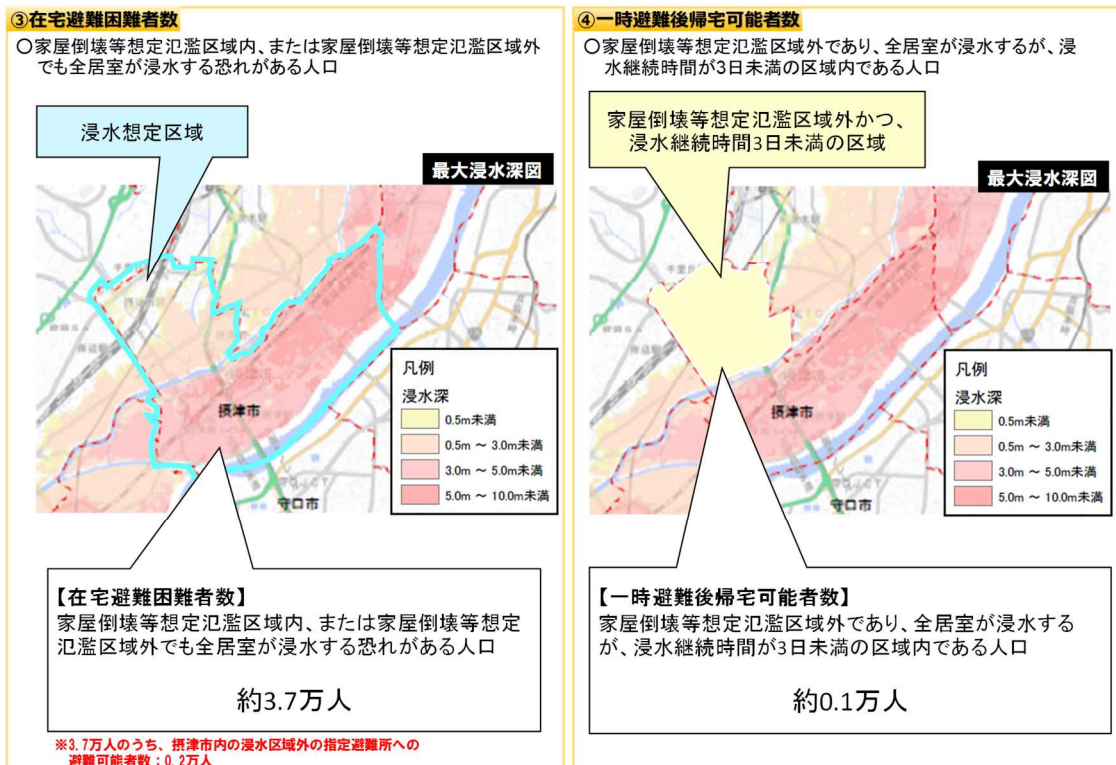 ③在宅避難困難者数
○家屋倒壊等想定氾濫区域内、または家屋倒壊等想定氾濫区域外
でも全居室が浸水する恐れがある人口
浸水想定区域
最大浸水深図
摂津市
守口市
凡例
浸水深
0.5m未満
0.5m ~ 3.0m未満
3.0m ~ 5.0m未満
5.0m ~ 10.0m未満
【在宅避難困難者数】
家屋倒壊等想定氾濫区域内、または家屋倒壊等想定
氾濫区域外でも全居室が浸水する恐れがある人口
約3.7万人
※3.7万人のうち、摂津市内の浸水区域外の指定避難所への
避難可能者数:0.2万人
④一時避難後帰宅可能者数
○家屋倒壊等想定氾濫区域外であり、全居室が浸水するが、浸
水継続時間が3日未満の区域内である人口
家屋倒壊等想定氾濫区域外かつ、
浸水継続時間3日未満の区域
最大浸水深図
千里丘
摂津市
守口市
凡例
浸水深
0.5m未満
0.5m ~ 3.0m未満
3.0m ~ 5.0m未満
5.0m ~ 10.0m未満
【一時避難後帰宅可能者数】
家屋倒壊等想定氾濫区域外であり、全居室が浸水する
が、浸水継続時間が3日未満の区域内である人口
約0.1万人